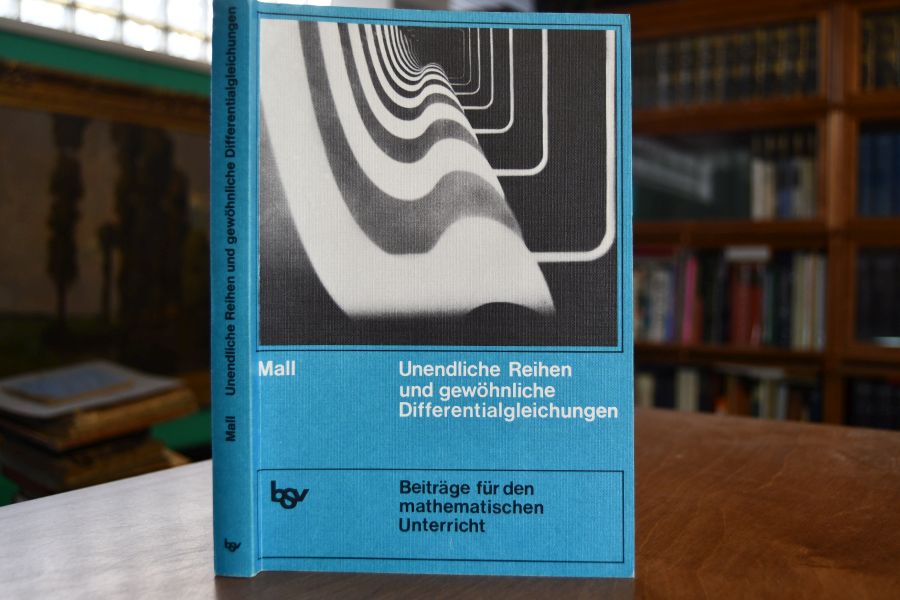 Mall Unendliche Reihen und gewöhnliche Differentialgleichungen
bsv
Mall
Unendliche Reihen
und gewöhnliche
Differentialgleichungen
bsv
Beiträge für den
mathematischen
Unterricht